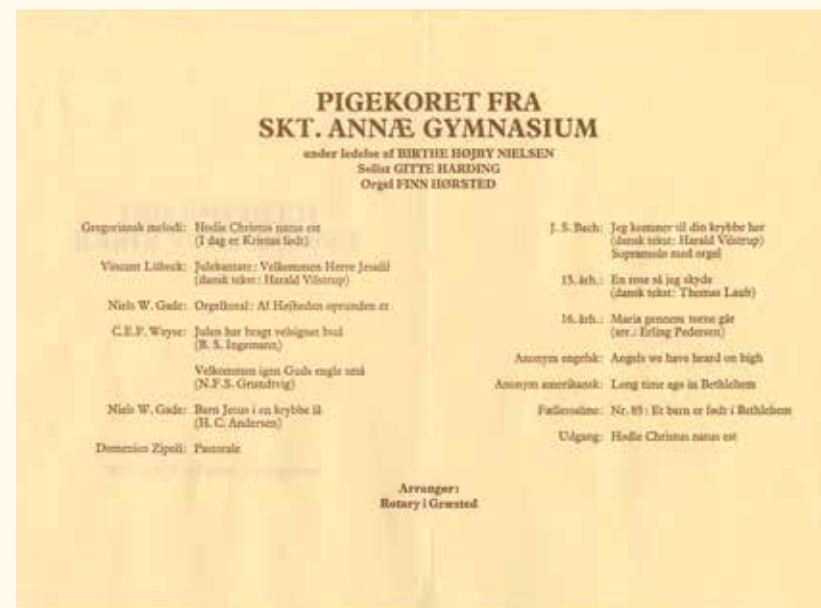 PIGEKORET FRA
SKT. ANNÆ GYMNASIUM
under ledelse af BIRTHE HØJBY NIELSEN
Solist GITTE HARDING
Orgel FINN HØRSTED
Gregoriansk melodi: Hodie Christus natus est
(I dag er Kristus født)
Vincent Lübeck: Julekantate: Velkommen Herre Jesulil
(dansk tekst: Harald Vilstrup)
Niels W. Gade: Orgelkoral: Af Højheden oprunden er
C.E.F. Weyse: Julen har bragt velsignet bud
(B. S. Ingemann)
Velkommen igen Guds engle små
(N.F.S. Grundtvig)
Niels W. Gade: Barn Jesus i en krybbe lå
(H. C. Andersen)
Domenico Zipoli: Pastorale
J. S. Bach: Jeg kommer til din krybbe her
(dansk tekst: Harald Vilstrup)
Sopransolo med orgel
15. årh.: En rose så jeg skyde
(dansk tekst: Thomas Laub)
16. årh.: Maria gennem torne går
(arr.: Erling Pedersen)
Anonym engelsk: Angels we have heard on high
Anonym amerikansk: Long time ago in Bethlehem
Fællessalme: Nr. 85: Et barn er født i Bethlehem
Udgang: Hodie Christus natus est
Arrangør:
Rotary i Græsted